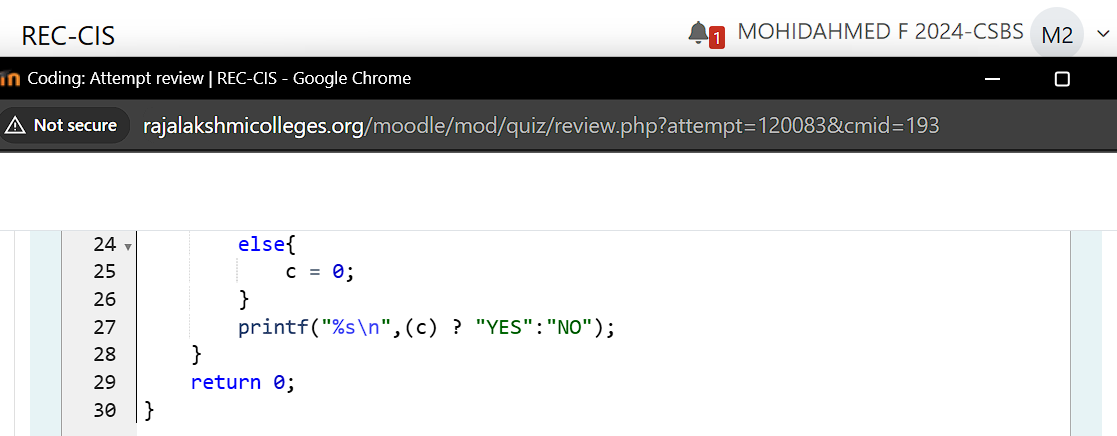 REC-CIS
1 MOHIDAHMED F 2024-CSBS M2
Coding: Attempt review | REC-CIS - Google Chrome
Not secure rajalakshmicolleges.org/moodle/mod/quiz/review.php?attempt=120083&cmid=193
24 else{
25 c = 0;
26 }
27 printf("%s\n",(c) ? "YES":"NO");
28 }
29 return 0;
30 }